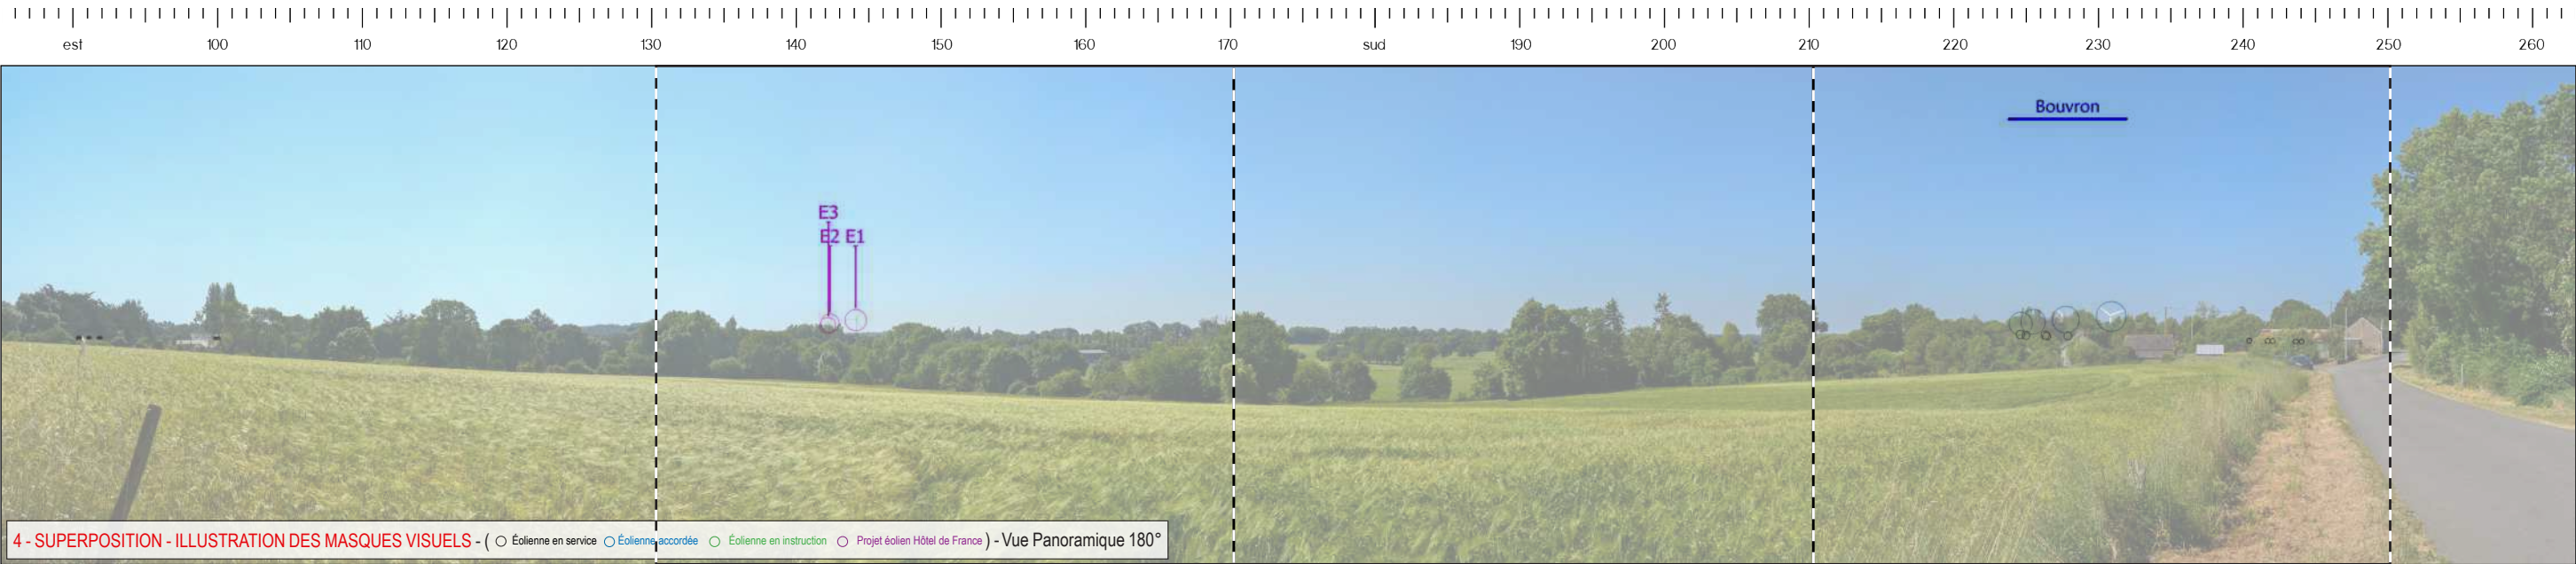 est 100 110 120 130 140 150 160 170 sud 190 200 210 220 230 240 250 260
Bouvron
E3
E2 E1
4 - SUPERPOSITION - ILLUSTRATION DES MASQUES VISUELS - ( Éolienne en service Éolienne accordée Éolienne en instruction Projet éolien Hôtel de France ) - Vue Panoramique 180°